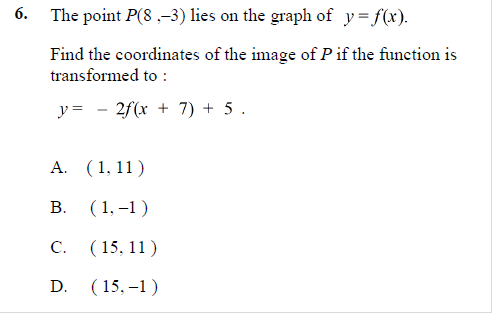 6. The point P(8 ,–3) lies on the graph of y = f(x).
Find the coordinates of the image of P if the function is
transformed to :
y = – 2f(x + 7) + 5 .
A. ( 1, 11 )
B. ( 1, –1 )
C. ( 15, 11 )
D. ( 15, –1 )